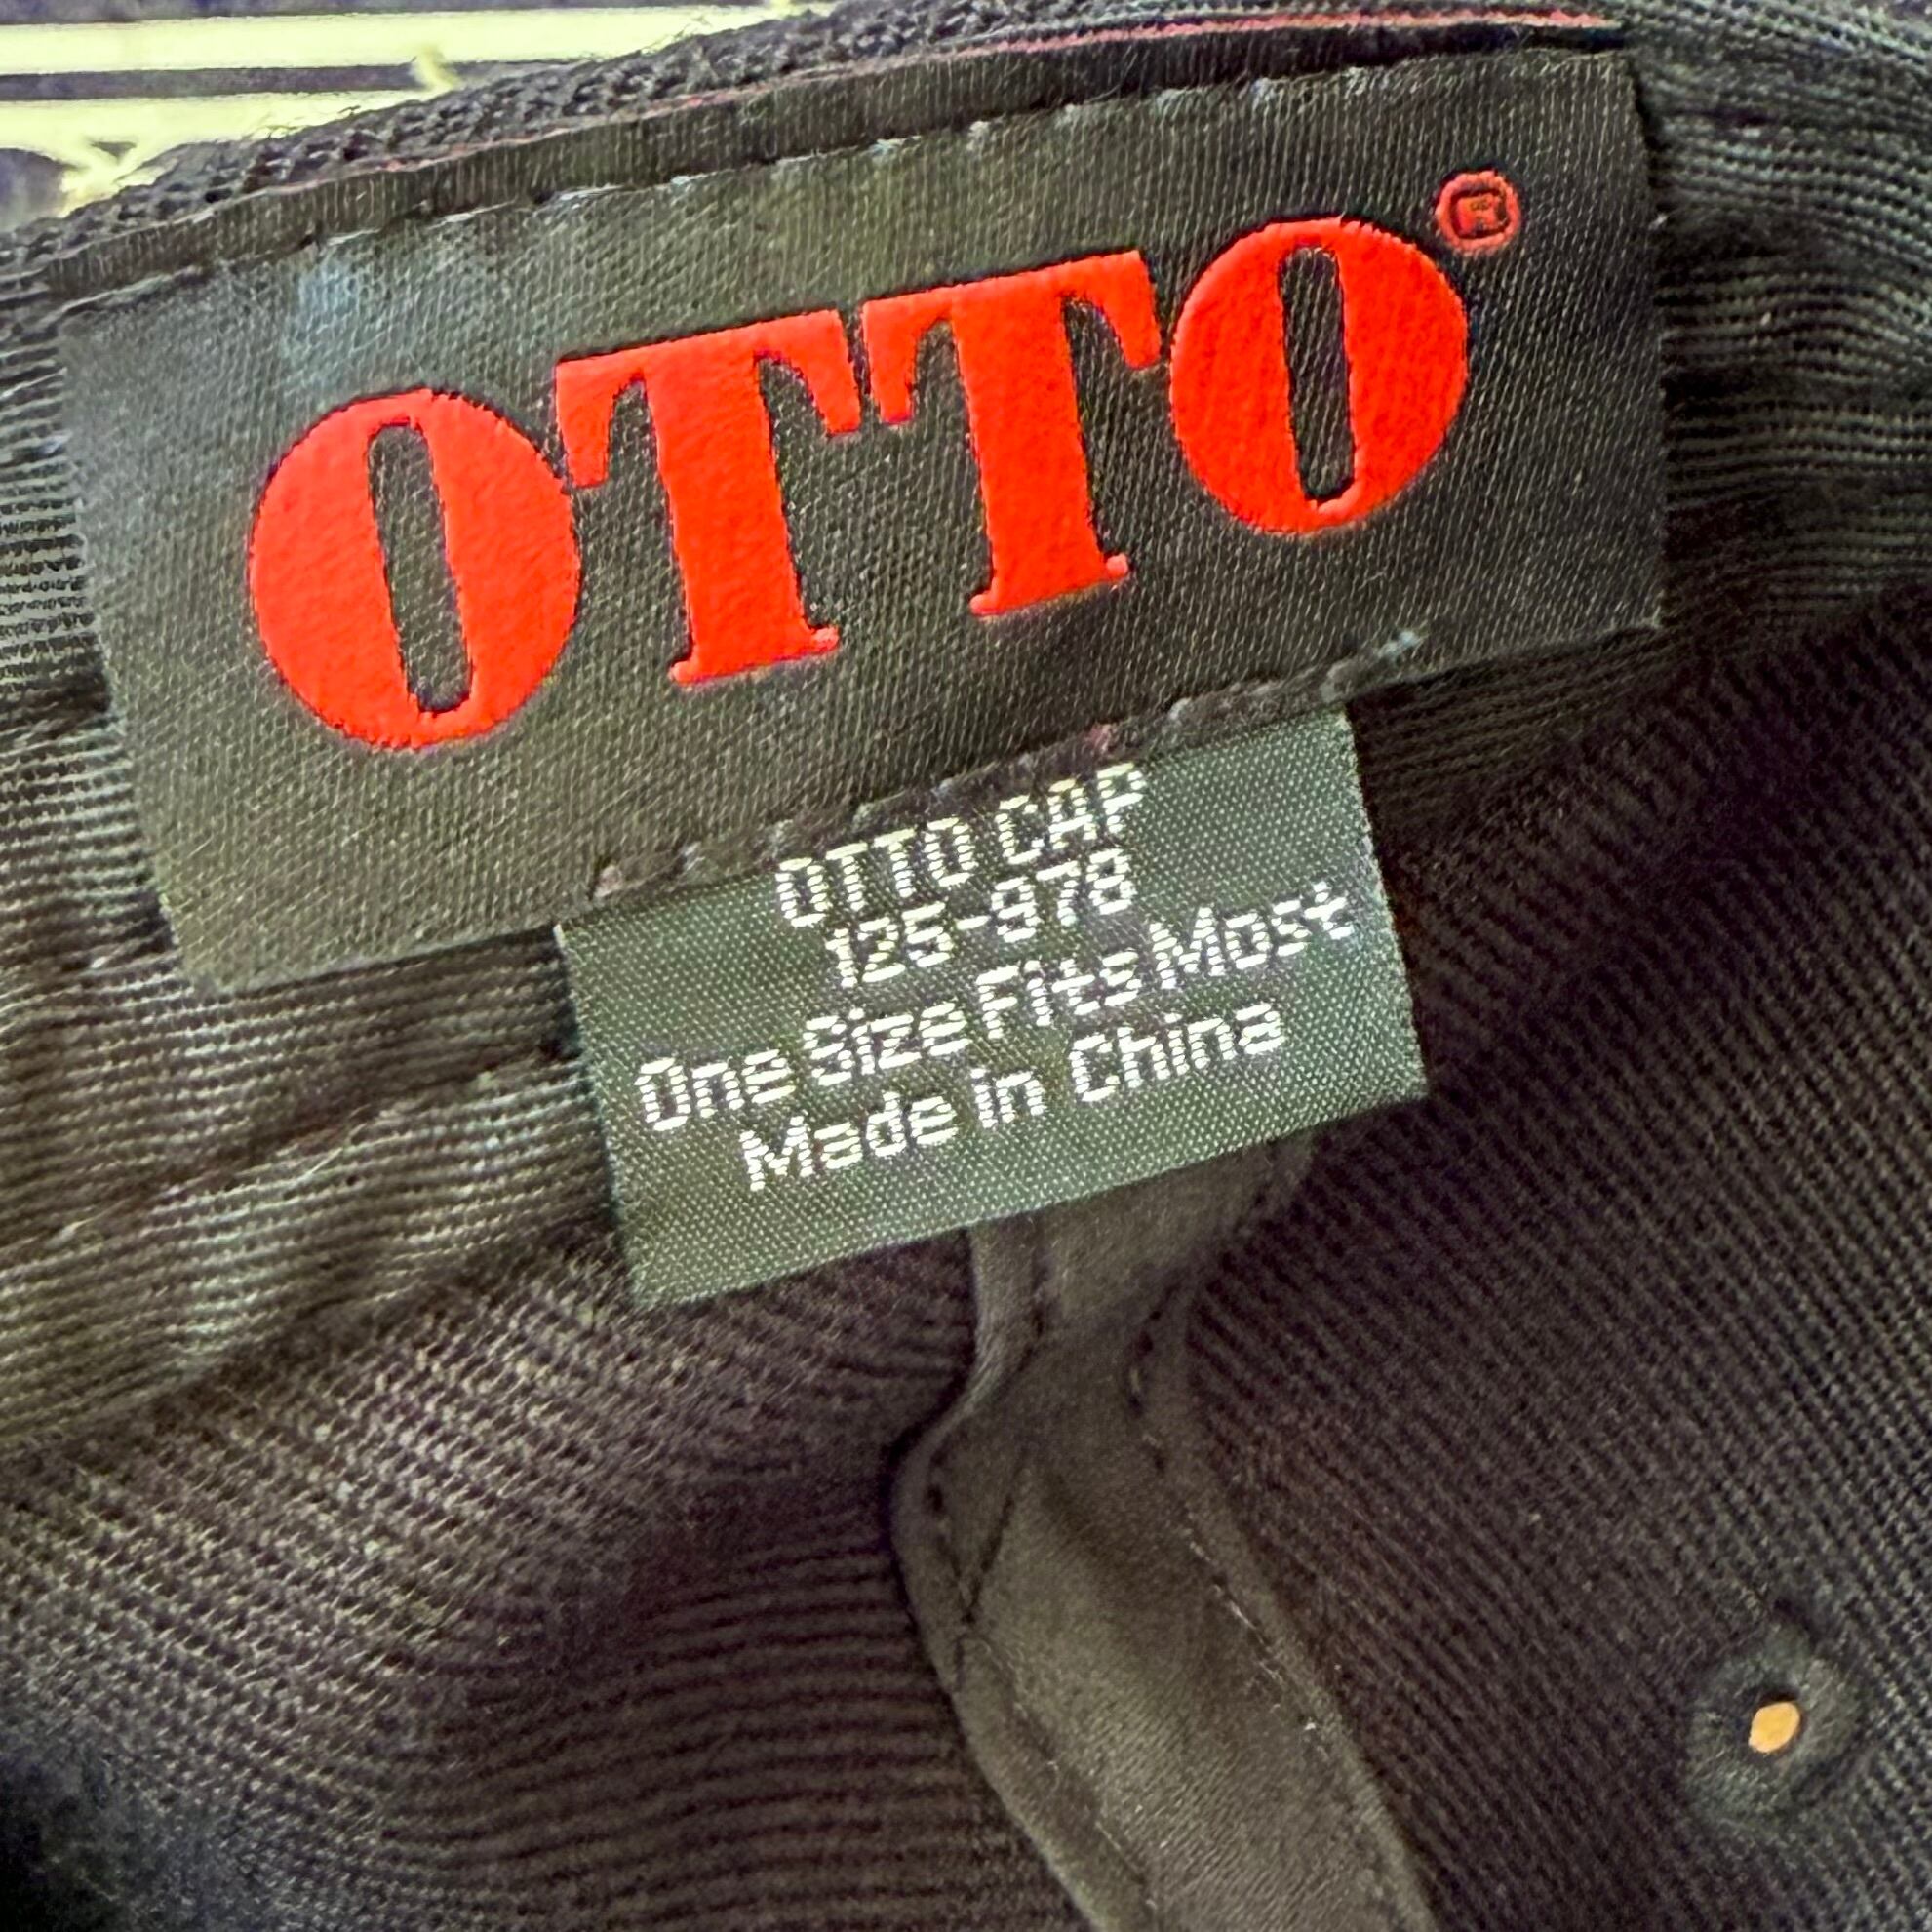 OTTO®
OTTO CAP
125-978
One Size Fits Most
Made in China